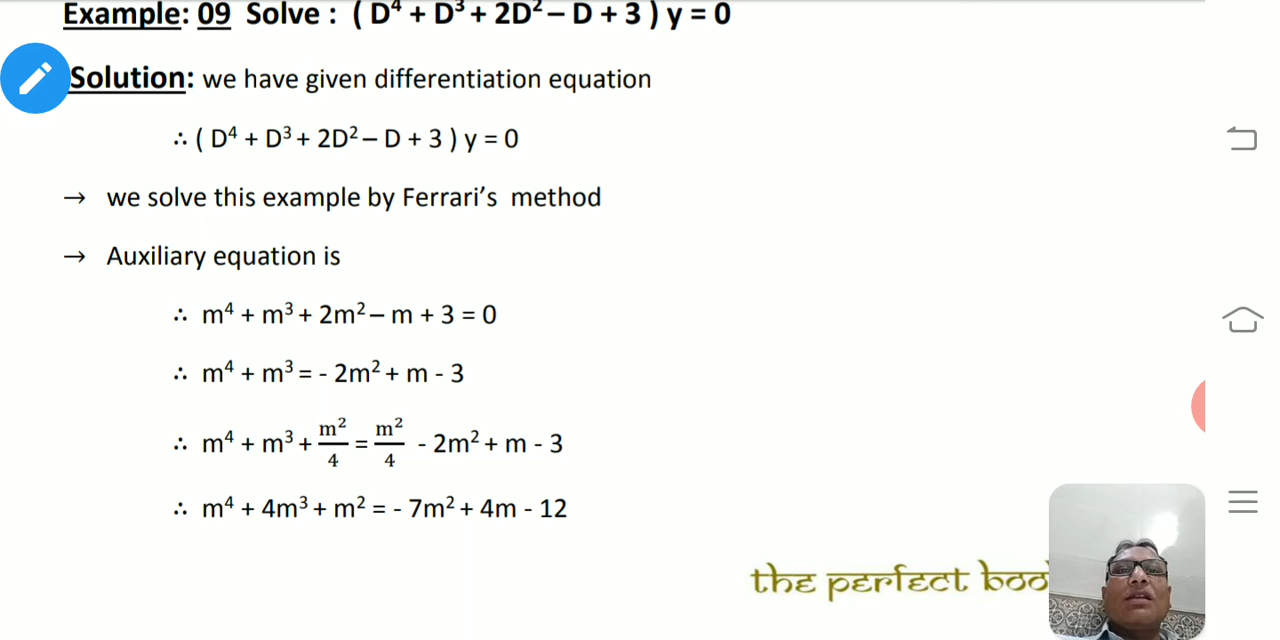 Example: 09 Solve : ( D⁴ + D³ + 2D² – D + 3 ) y = 0
Solution: we have given differentiation equation
∴ ( D⁴ + D³ + 2D² – D + 3 ) y = 0
→ we solve this example by Ferrari’s method
→ Auxiliary equation is
∴ m⁴ + m³ + 2m² – m + 3 = 0
∴ m⁴ + m³ = - 2m² + m - 3
∴ m⁴ + m³ + m²/4 = m²/4 - 2m² + m - 3
∴ m⁴ + 4m³ + m² = - 7m² + 4m - 12
the perfect